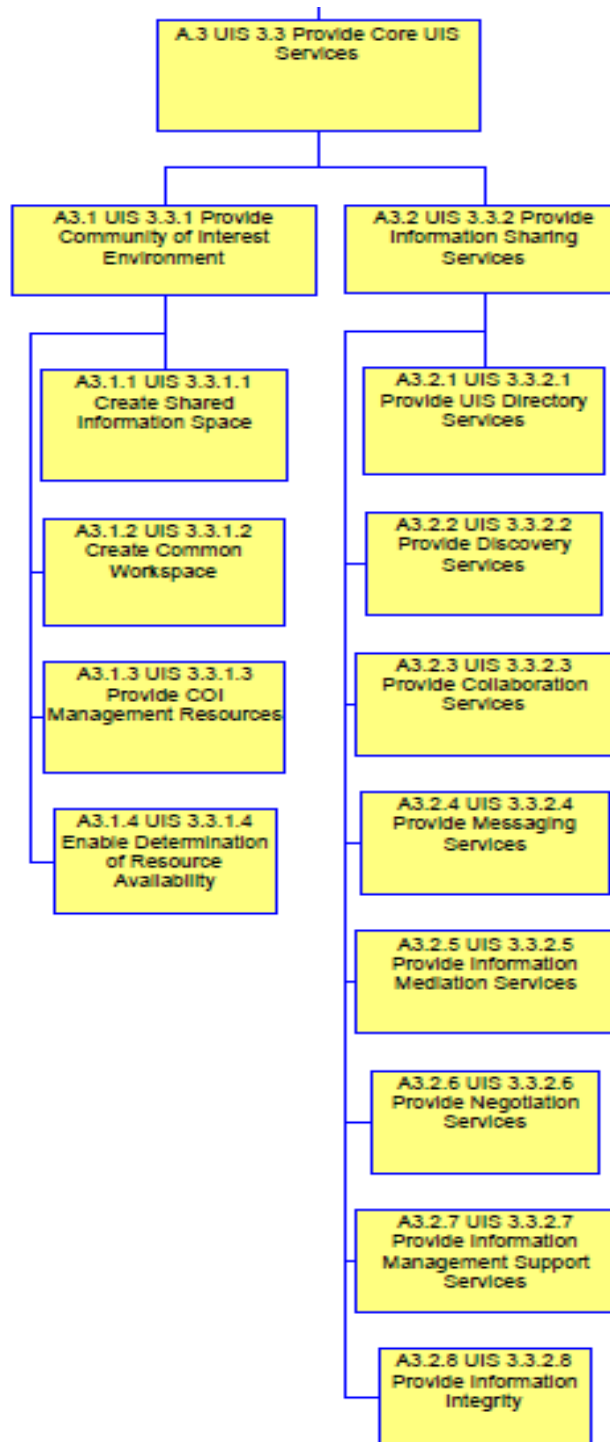 A.3 UIS 3.3 Provide Core UIS
Services
A3.1 UIS 3.3.1 Provide
Community of Interest
Environment
A3.2 UIS 3.3.2 Provide
Information Sharing
Services
A3.1.1 UIS 3.3.1.1
Create Shared
Information Space
A3.1.2 UIS 3.3.1.2
Create Common
Workspace
A3.1.3 UIS 3.3.1.3
Provide COI
Management Resources
A3.1.4 UIS 3.3.1.4
Enable Determination
of Resource
Availability
A3.2.1 UIS 3.3.2.1
Provide UIS Directory
Services
A3.2.2 UIS 3.3.2.2
Provide Discovery
Services
A3.2.3 UIS 3.3.2.3
Provide Collaboration
Services
A3.2.4 UIS 3.3.2.4
Provide Messaging
Services
A3.2.5 UIS 3.3.2.5
Provide Information
Mediation Services
A3.2.6 UIS 3.3.2.6
Provide Negotiation
Services
A3.2.7 UIS 3.3.2.7
Provide Information
Management Support
Services
A3.2.8 UIS 3.3.2.8
Provide Information
Integrity